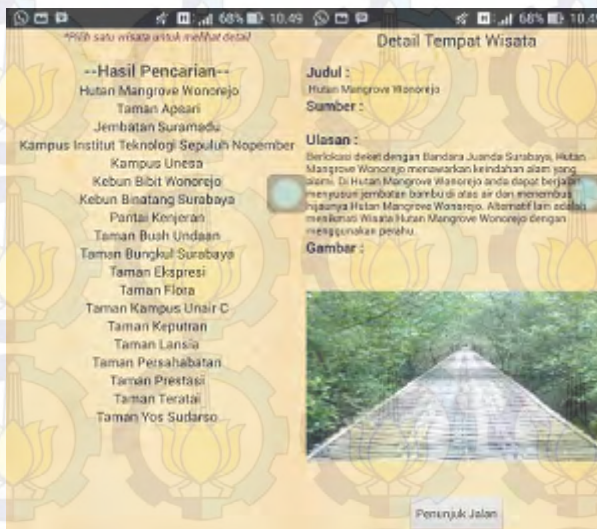 68% 10.49
*Pilih satu wisata untuk melihat detail
--Hasil Pencarian--
Hutan Mangrove Wonorejo
Taman Apsari
Jembatan Suramadu
Kampus Institut Teknologi Sepuluh Nopember
Kampus Unesa
Kebun Bibit Wonorejo
Kebun Binatang Surabaya
Pantai Kenjeran
Taman Buah Undaan
Taman Bungkul Surabaya
Taman Ekspresi
Taman Flora
Taman Kampus Unair C
Taman Keputran
Taman Lansia
Taman Persahabatan
Taman Prestasi
Taman Teratai
Taman Yos Sudarso
68% 10.49
Detail Tempat Wisata
Judul :
Hutan Mangrove Wonorejo
Sumber :
Ulasan :
Berlokasi deket dengan Bandara Juanda Surabaya, Hutan
Mangrove Wonorejo menawarkan keindahan alam yang
alami. Di Hutan Mangrove Wonorejo anda dapat berjalan
menyusuri jembatan bambu di atas air dan menembus
hijaunya Hutan Mangrove Wonorejo. Alternatif lain adalah
menikmati Wisata Hutan Mangrove Wonorejo dengan
menggunakan perahu.
Gambar :
Penunjuk Jalan